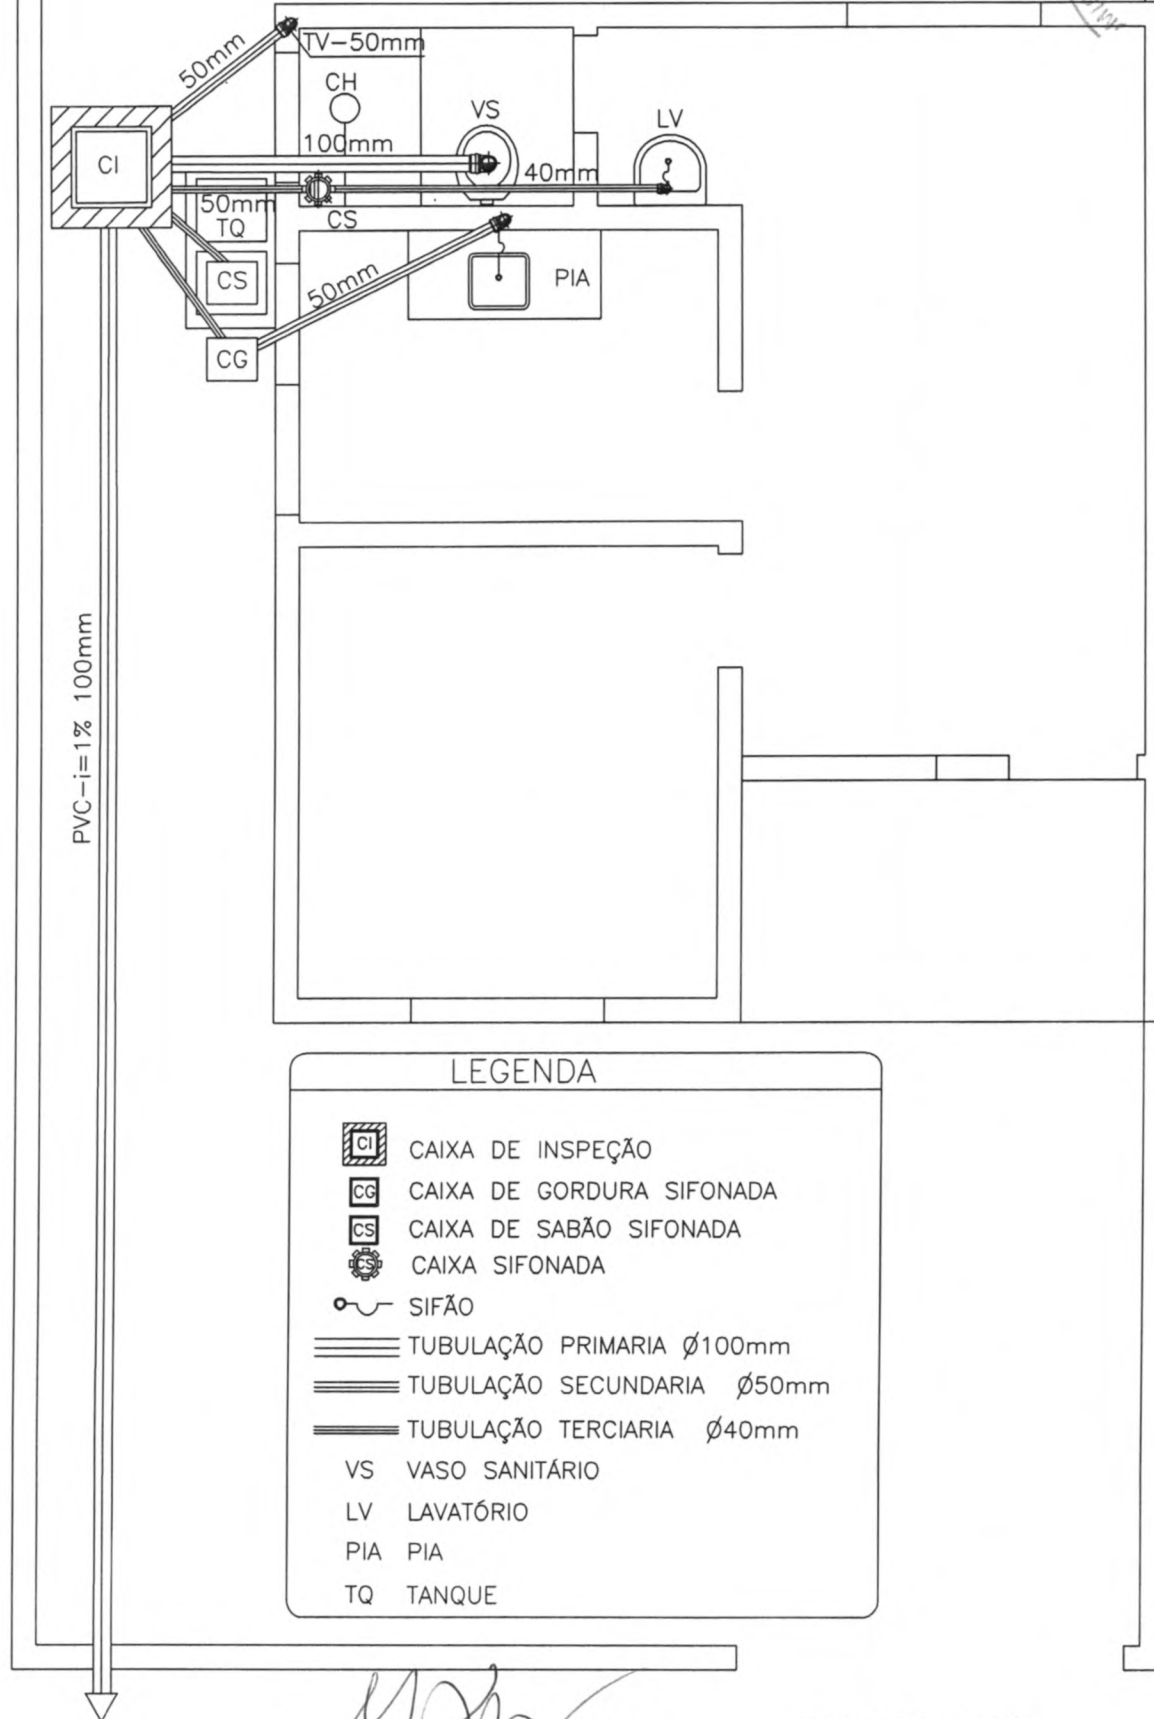 TV-50mm
50mm
CH
VS
LV
CI
100mm
40mm
50mm
TQ
CS
CS
50mm
PIA
CG
PVC-i=1% 100mm
LEGENDA
CI CAIXA DE INSPEÇÃO
CG CAIXA DE GORDURA SIFONADA
CS CAIXA DE SABÃO SIFONADA
CS CAIXA SIFONADA
SIFÃO
TUBULAÇÃO PRIMARIA Ø100mm
TUBULAÇÃO SECUNDARIA Ø50mm
TUBULAÇÃO TERCIARIA Ø40mm
VS VASO SANITÁRIO
LV LAVATÓRIO
PIA PIA
TQ TANQUE